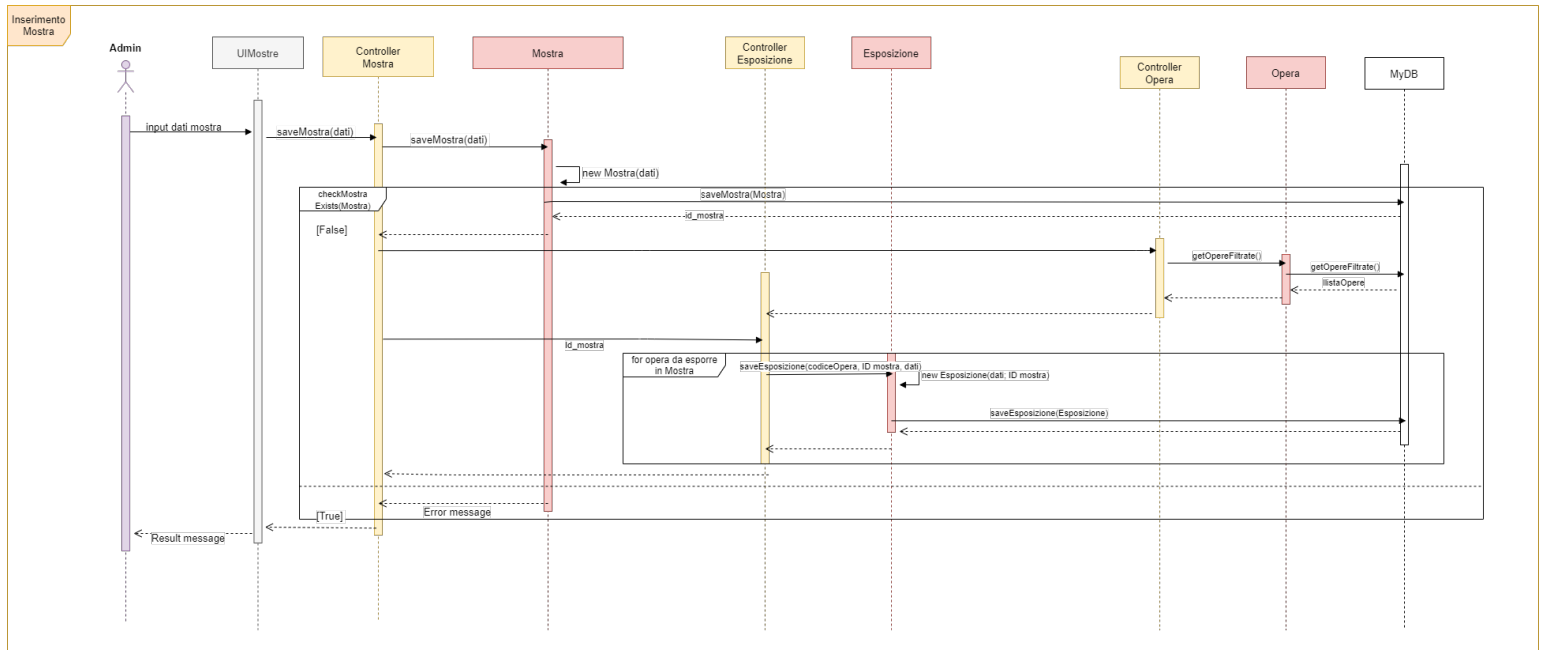 Inserimento
Mostra
Admin
UIMostre
Controller
Mostra
Mostra
Controller
Esposizione
Esposizione
Controller
Opera
Opera
MyDB
input dati mostra
saveMostra(dati)
saveMostra(dati)
new Mostra(dati)
checkMostra
Exists(Mostra)
saveMostra(Mostra)
id_mostra
[False]
getOpereFiltrate()
getOpereFiltrate()
llistaOpere
Id_mostra
for opera da esporre
in Mostra
saveEsposizione(codiceOpera, ID mostra, dati)
new Esposizione(dati; ID mostra)
saveEsposizione(Esposizione)
[True]
Error message
Result message